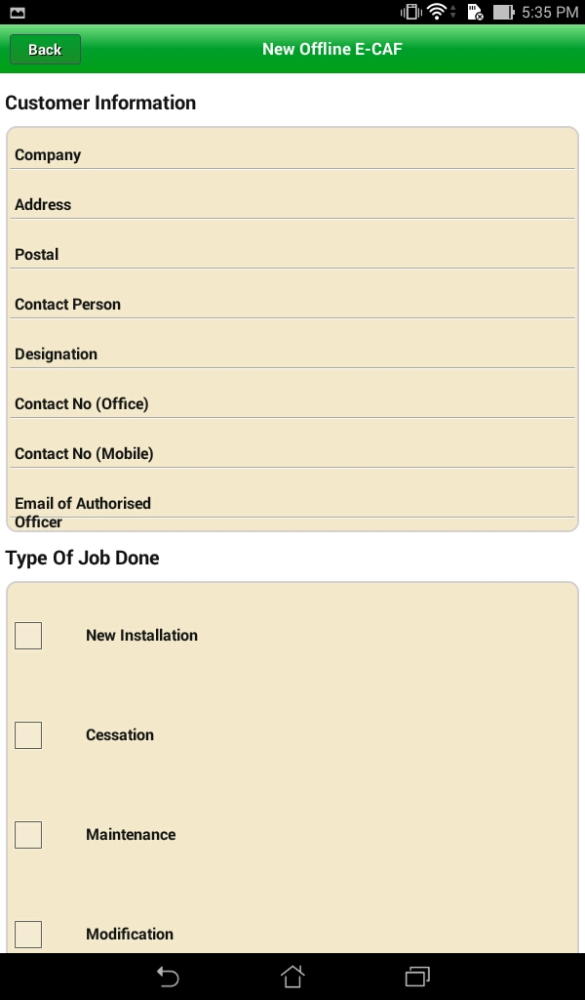 5:35 PM
Back
New Offline E-CAF
Customer Information
Company
Address
Postal
Contact Person
Designation
Contact No (Office)
Contact No (Mobile)
Email of Authorised
Officer
Type Of Job Done
New Installation
Cessation
Maintenance
Modification